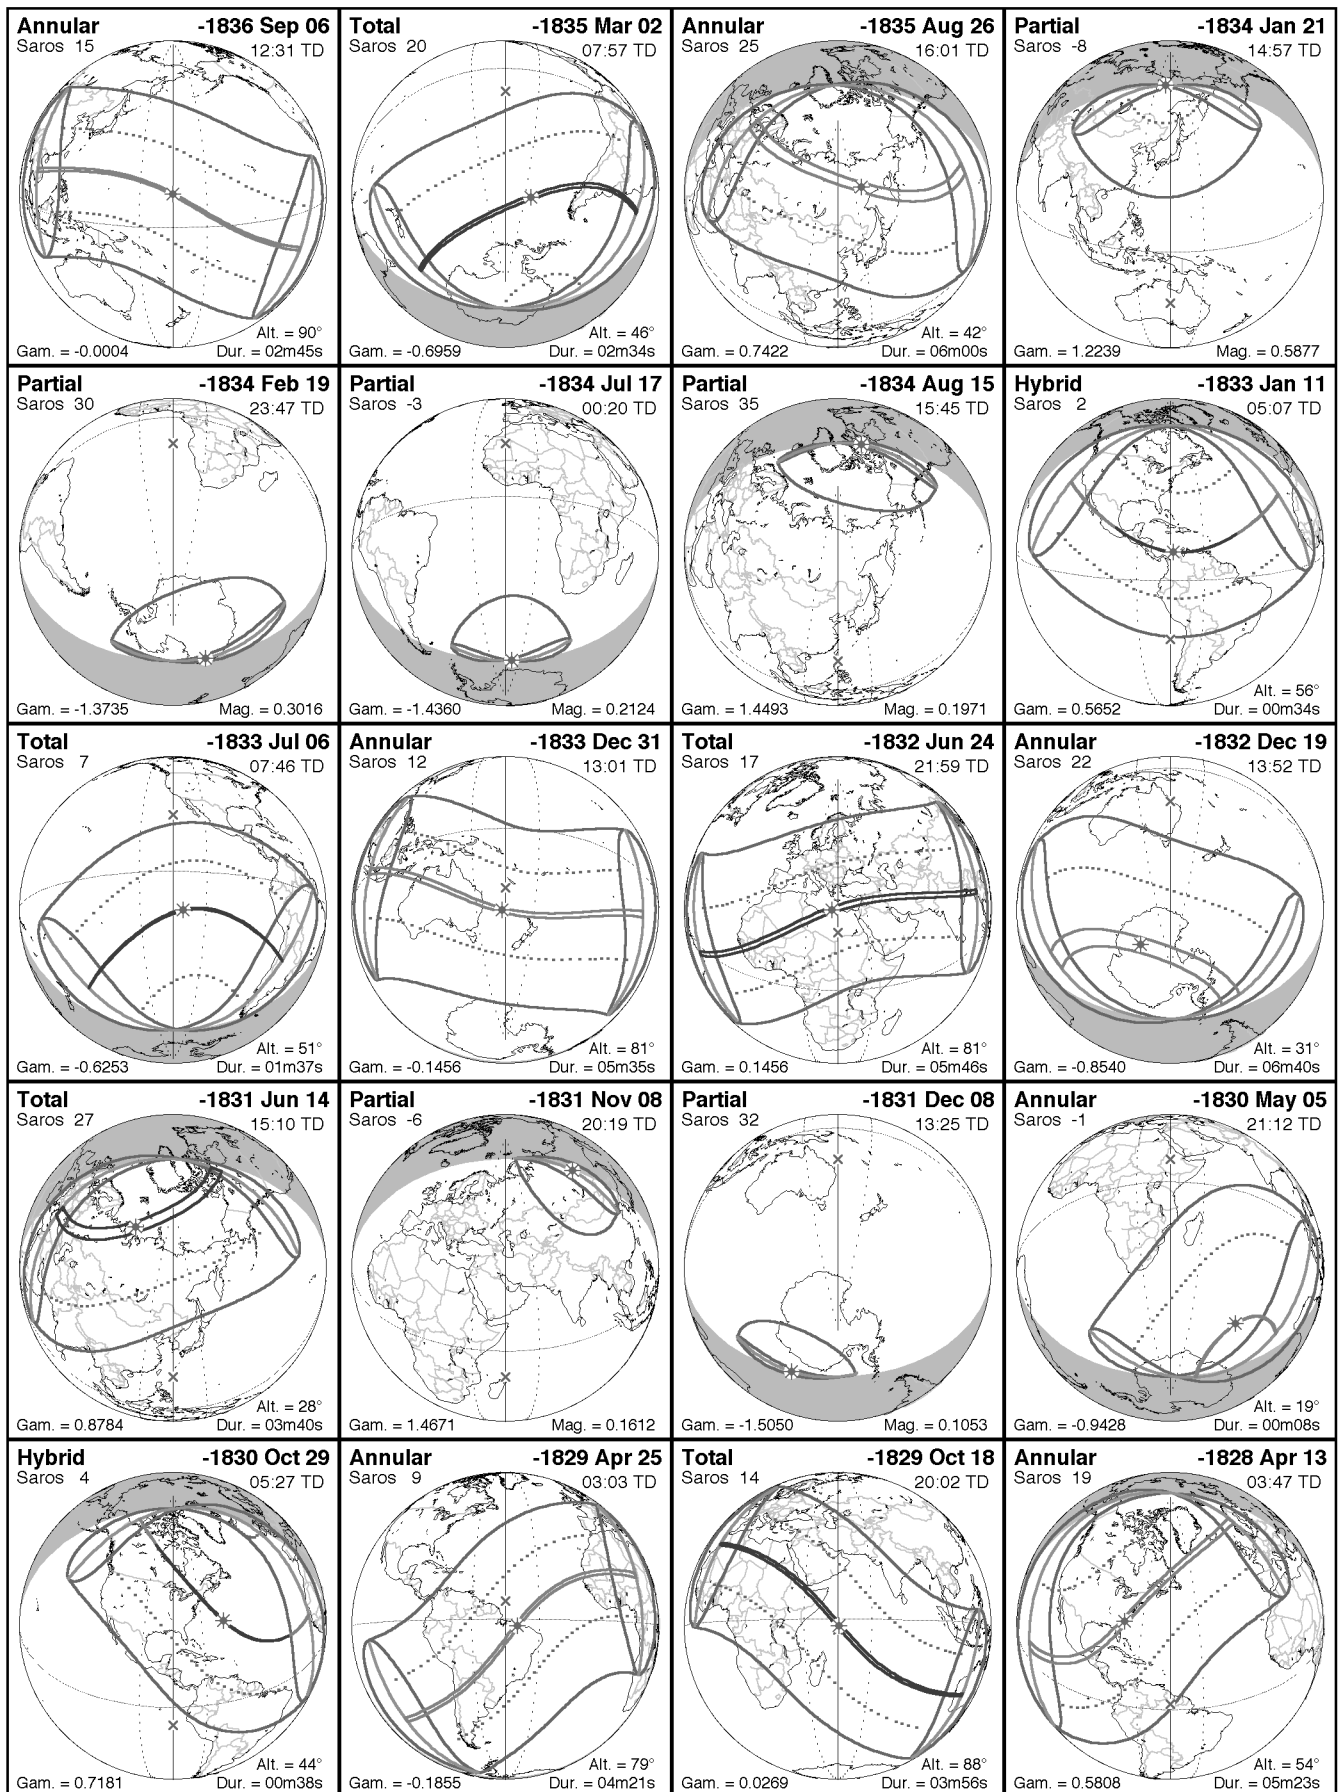 Annular -1836 Sep 06
Saros 15 12:31 TD
Alt. = 90°
Gam. = -0.0004 Dur. = 02m45s
Total -1835 Mar 02
Saros 20 07:57 TD
Alt. = 46°
Gam. = -0.6959 Dur. = 02m34s
Annular -1835 Aug 26
Saros 25 16:01 TD
Alt. = 42°
Gam. = 0.7422 Dur. = 06m00s
Partial -1834 Jan 21
Saros -8 14:57 TD
Gam. = 1.2239 Mag. = 0.5877
Partial -1834 Feb 19
Saros 30 23:47 TD
Gam. = -1.3735 Mag. = 0.3016
Partial -1834 Jul 17
Saros -3 00:20 TD
Gam. = -1.4360 Mag. = 0.2124
Partial -1834 Aug 15
Saros 35 15:45 TD
Gam. = 1.4493 Mag. = 0.1971
Hybrid -1833 Jan 11
Saros 2 05:07 TD
Alt. = 56°
Gam. = 0.5652 Dur. = 00m34s
Total -1833 Jul 06
Saros 7 07:46 TD
Alt. = 51°
Gam. = -0.6253 Dur. = 01m37s
Annular -1833 Dec 31
Saros 12 13:01 TD
Alt. = 81°
Gam. = -0.1456 Dur. = 05m35s
Total -1832 Jun 24
Saros 17 21:59 TD
Alt. = 81°
Gam. = 0.1456 Dur. = 05m46s
Annular -1832 Dec 19
Saros 22 13:52 TD
Alt. = 31°
Gam. = -0.8540 Dur. = 06m40s
Total -1831 Jun 14
Saros 27 15:10 TD
Alt. = 28°
Gam. = 0.8784 Dur. = 03m40s
Partial -1831 Nov 08
Saros -6 20:19 TD
Gam. = 1.4671 Mag. = 0.1612
Partial -1831 Dec 08
Saros 32 13:25 TD
Gam. = -1.5050 Mag. = 0.1053
Annular -1830 May 05
Saros -1 21:12 TD
Alt. = 19°
Gam. = -0.9428 Dur. = 00m08s
Hybrid -1830 Oct 29
Saros 4 05:27 TD
Alt. = 44°
Gam. = 0.7181 Dur. = 00m38s
Annular -1829 Apr 25
Saros 9 03:03 TD
Alt. = 79°
Gam. = -0.1855 Dur. = 04m21s
Total -1829 Oct 18
Saros 14 20:02 TD
Alt. = 88°
Gam. = 0.0269 Dur. = 03m56s
Annular -1828 Apr 13
Saros 19 03:47 TD
Alt. = 54°
Gam. = 0.5808 Dur. = 05m23s